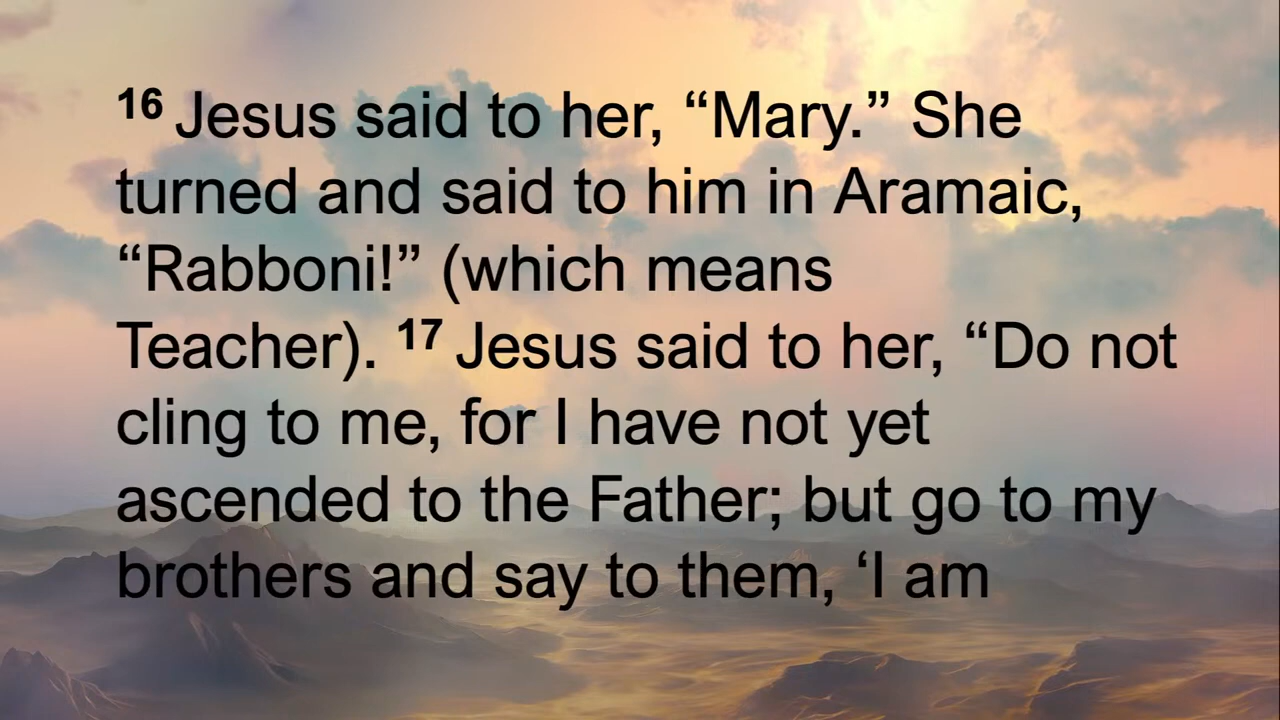 16 Jesus said to her, “Mary.” She
turned and said to him in Aramaic,
“Rabboni!” (which means
Teacher). 17 Jesus said to her, “Do not
cling to me, for I have not yet
ascended to the Father; but go to my
brothers and say to them, ‘I am